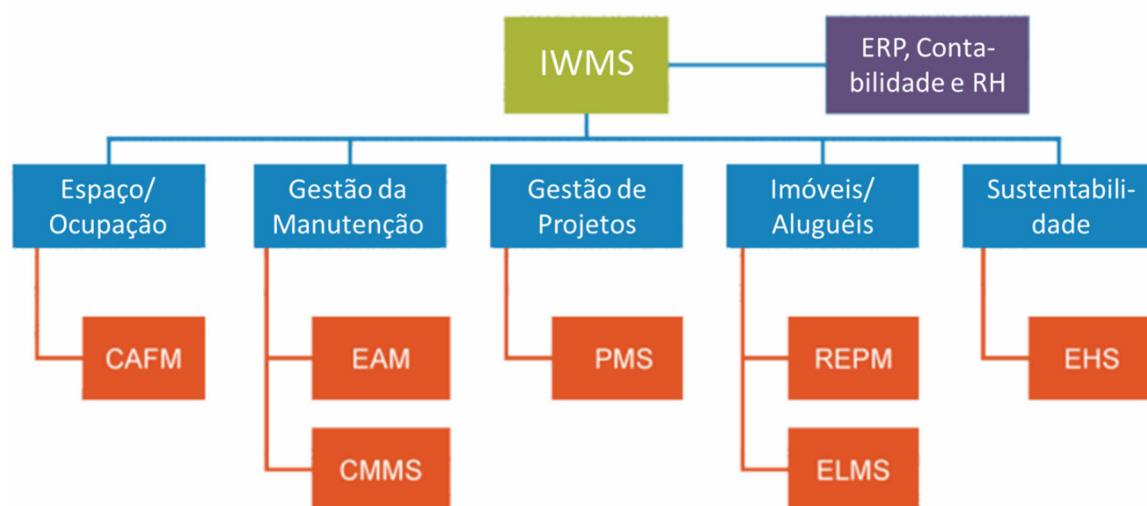 IWMS
ERP, Conta-
bilidade e RH
Espaço/
Ocupação
Gestão da
Manutenção
Gestão de
Projetos
Imóveis/
Aluguéis
Sustentabili-
dade
CAFM
EAM
PMS
REPM
EHS
CMMS
ELMS